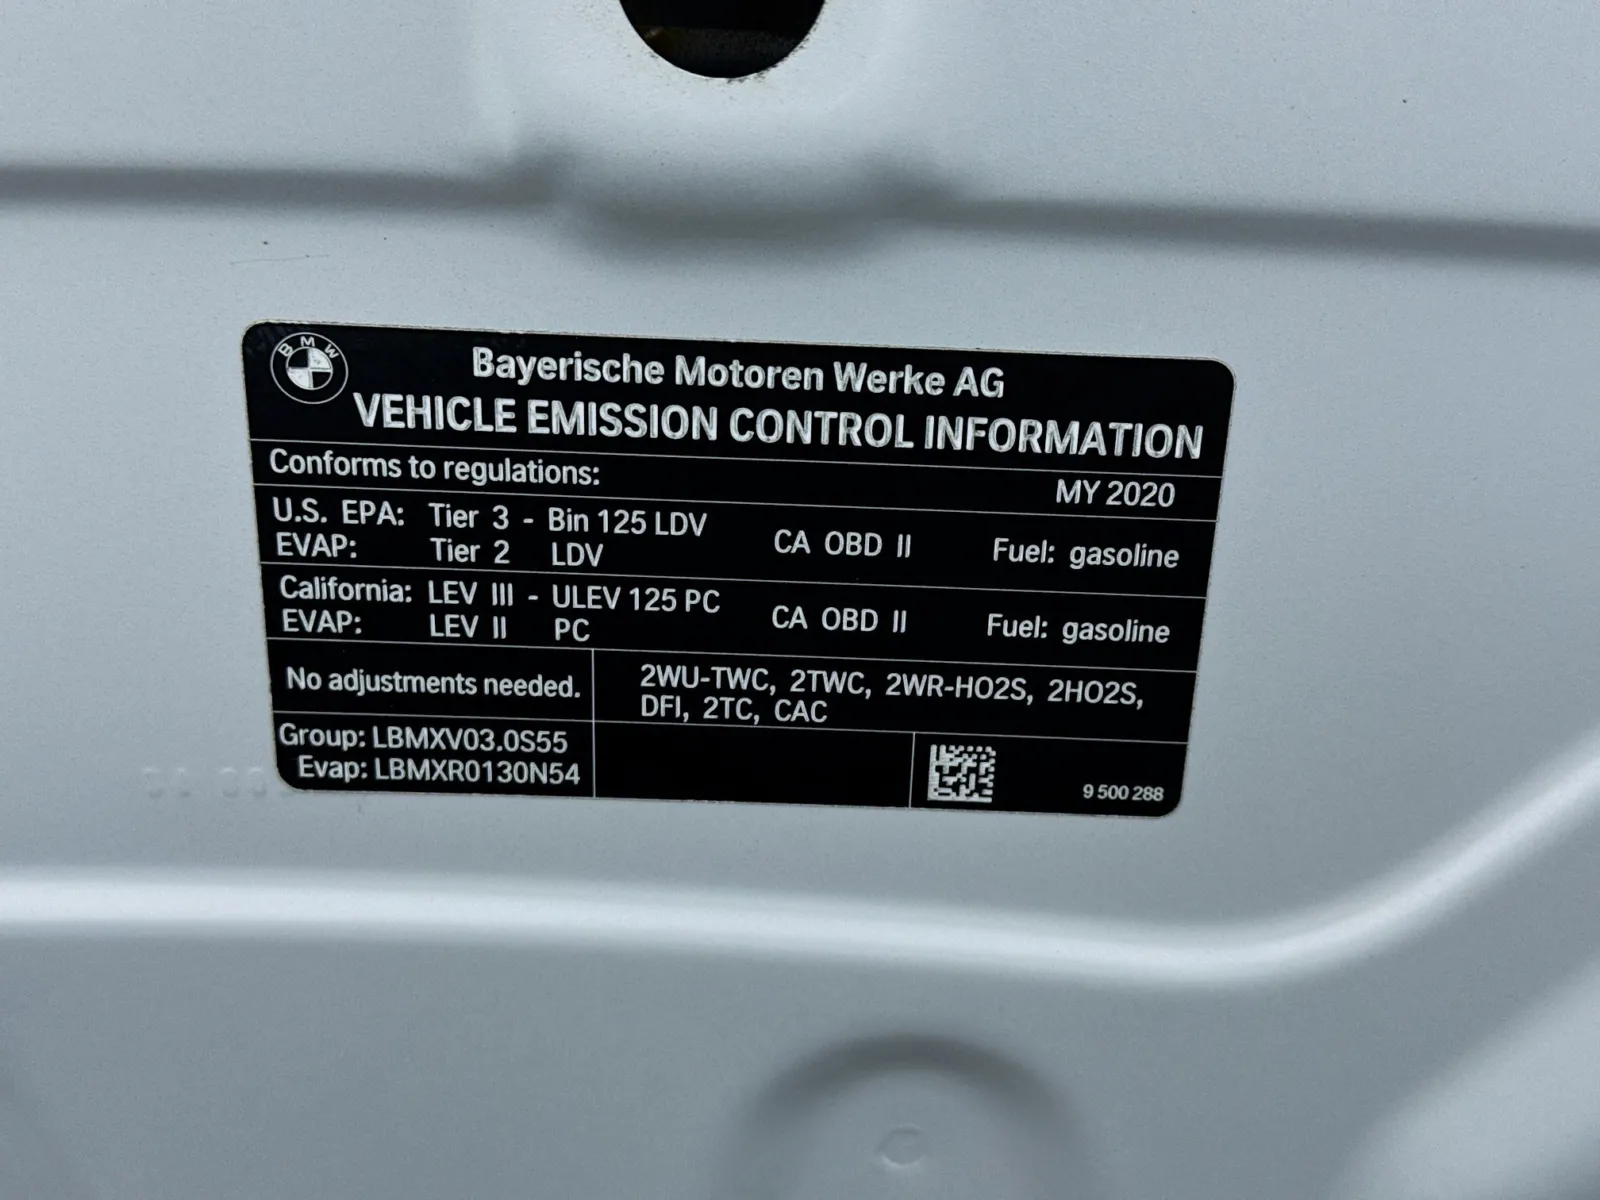 BMW
Bayerische Motoren Werke AG
VEHICLE EMISSION CONTROL INFORMATION
Conforms to regulations:
MY 2020
U.S. EPA: Tier 3 - Bin 125 LDV
EVAP: Tier 2 LDV
CA OBD II
Fuel: gasoline
California: LEV III - ULEV 125 PC
EVAP: LEV II PC
CA OBD II
Fuel: gasoline
No adjustments needed.
2WU-TWC, 2TWC, 2WR-HO2S, 2HO2S,
DFI, 2TC, CAC
Group: LBMXV03.0S55
Evap: LBMXR0130N54
9 500 288